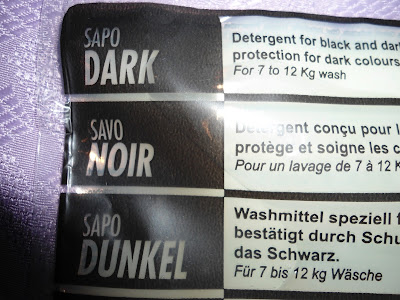 SAPO
DARK
Detergent for black and dark
protection for dark colours
For 7 to 12 Kg wash
SAVO
NOIR
Detergent conçu pour l
protège et soigne les c
Pour un lavage de 7 à 12 K
SAPO
DUNKEL
Washmittel speziell f
bestätigt durch Schu
das Schwarz.
Für 7 bis 12 kg Wäsche